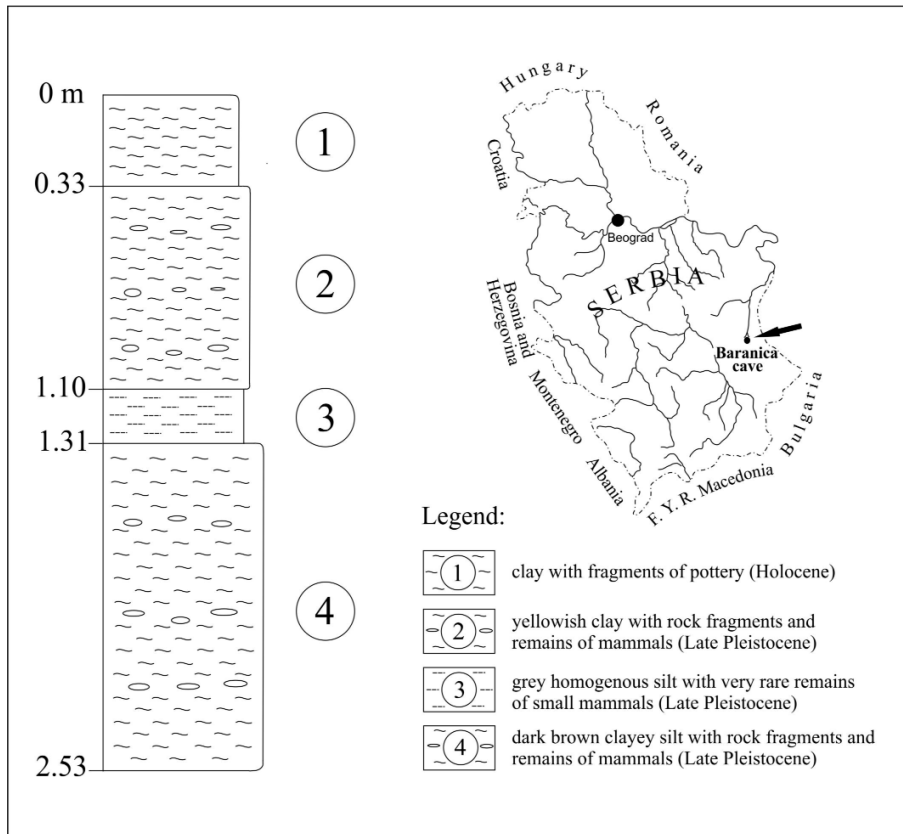 0 m
1
0.33
2
1.10
3
1.31
4
2.53
Hungary
Romania
Croatia
Beograd
SERBIA
Bosnia and
Herzegovina
Baranica
cave
Montenegro
Bulgaria
Albania
F. Y. R. Macedonia
Legend:
1 clay with fragments of pottery (Holocene)
2 yellowish clay with rock fragments and
remains of mammals (Late Pleistocene)
3 grey homogenous silt with very rare remains
of small mammals (Late Pleistocene)
4 dark brown clayey silt with rock fragments and
remains of mammals (Late Pleistocene)